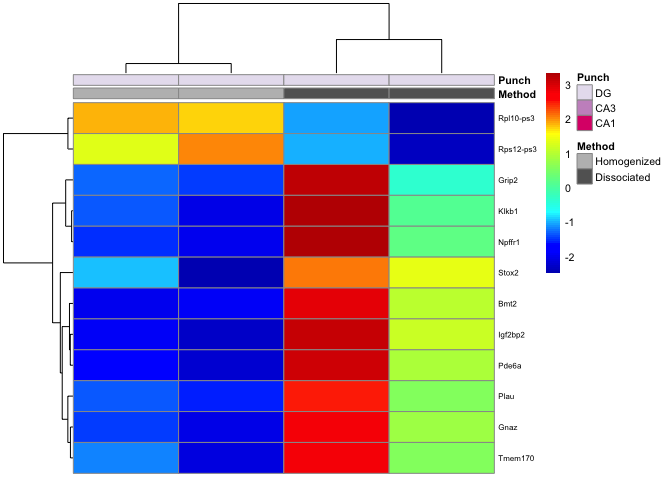 Punch
Method
Rpl10-ps3
Rps12-ps3
Grip2
Klkb1
Npffr1
Stox2
Bmt2
Igf2bp2
Pde6a
Plau
Gnaz
Tmem170
3
2
1
0
-1
-2
Punch
DG
CA3
CA1
Method
Homogenized
Dissociated